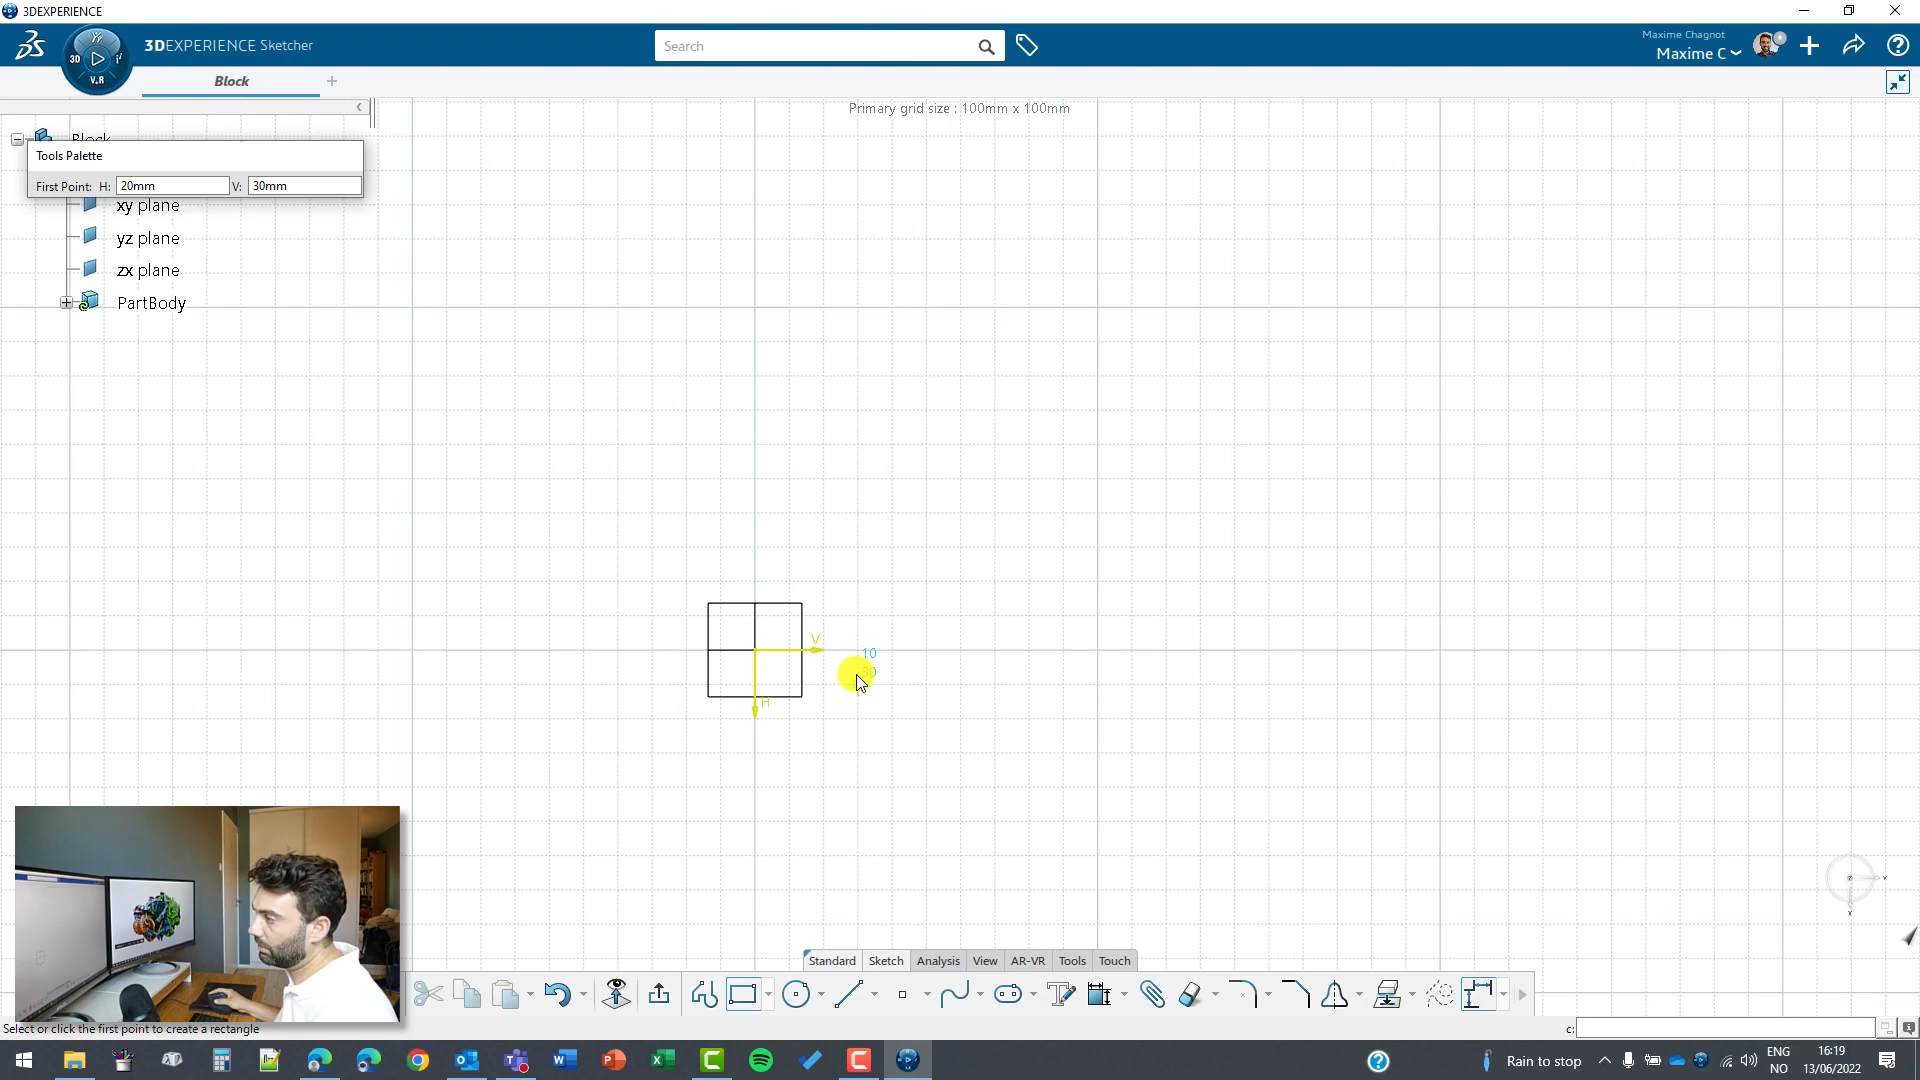 3DEXPERIENCE
3DEXPERIENCE Sketcher
3D
V.R
Search
Maxime Chagnot
Maxime C
Block
Primary grid size : 100mm x 100mm
Block
Tools Palette
First Point: H: 20mm V: 30mm
xy plane
yz plane
zx plane
PartBody
V
H
10
Standard
Sketch
Analysis
View
AR-VR
Tools
Touch
Select or click the first point to create a rectangle
c:
Rain to stop
ENG
NO
16:19
13/06/2022